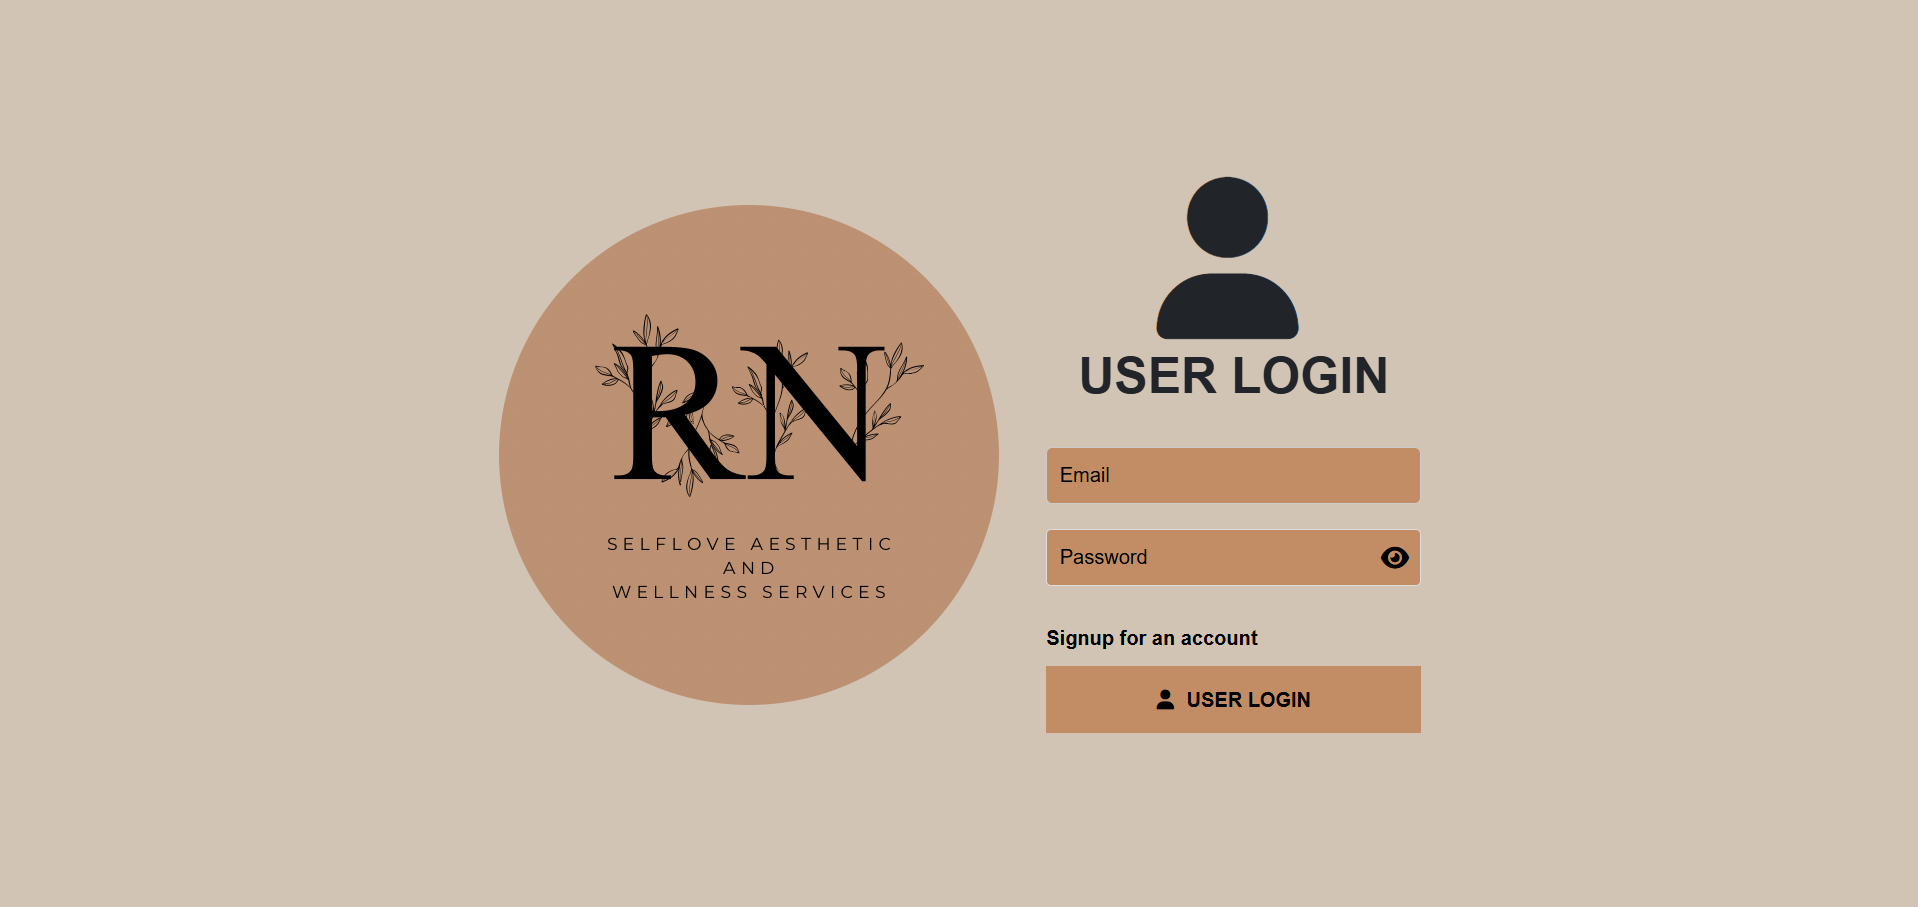 RN
SELFLOVE AESTHETIC
AND
WELLNESS SERVICES
USER LOGIN
Email
Password
Signup for an account
USER LOGIN